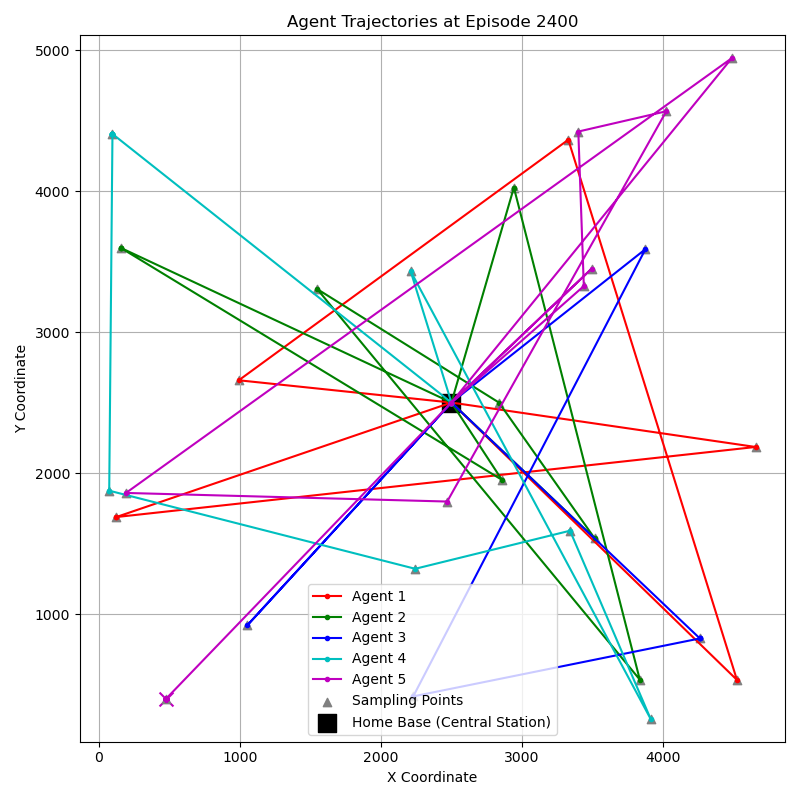 Agent Trajectories at Episode 2400
5000
4000
3000
2000
1000
Y Coordinate
0
1000
2000
3000
4000
X Coordinate
Agent 1
Agent 2
Agent 3
Agent 4
Agent 5
Sampling Points
Home Base (Central Station)